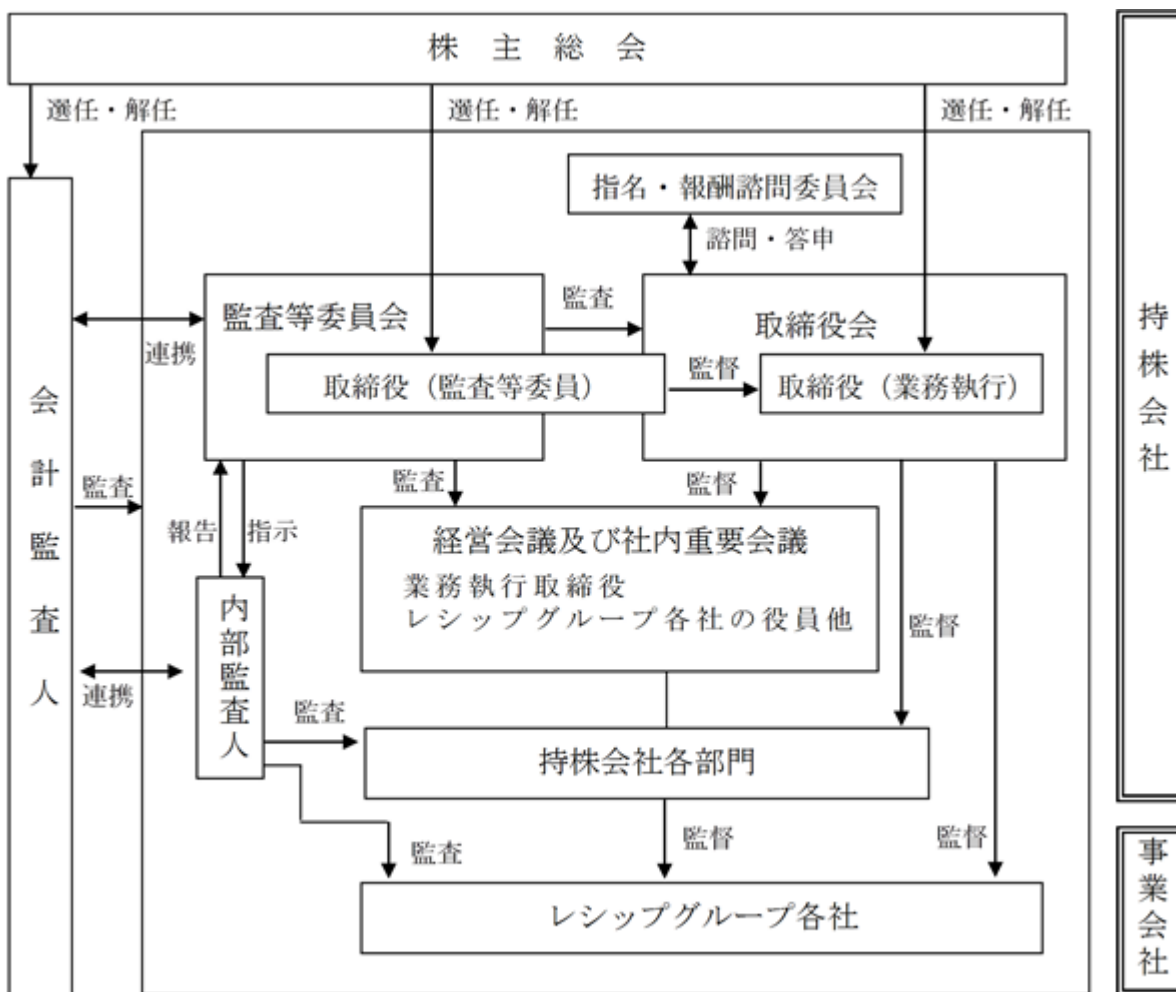 株主総会
選任・解任
選任・解任
選任・解任
指名・報酬諮問委員会
諮問・答申
監査等委員会
監査
取締役会
連携
取締役（監査等委員）
監督
取締役（業務執行）
会計監査人
監査
報告
指示
監査
監督
経営会議及び社内重要会議
業務執行取締役
レシップグループ各社の役員他
監督
内部監査人
連携
監査
持株会社各部門
監査
監督
監督
レシップグループ各社
持株会社
事業会社